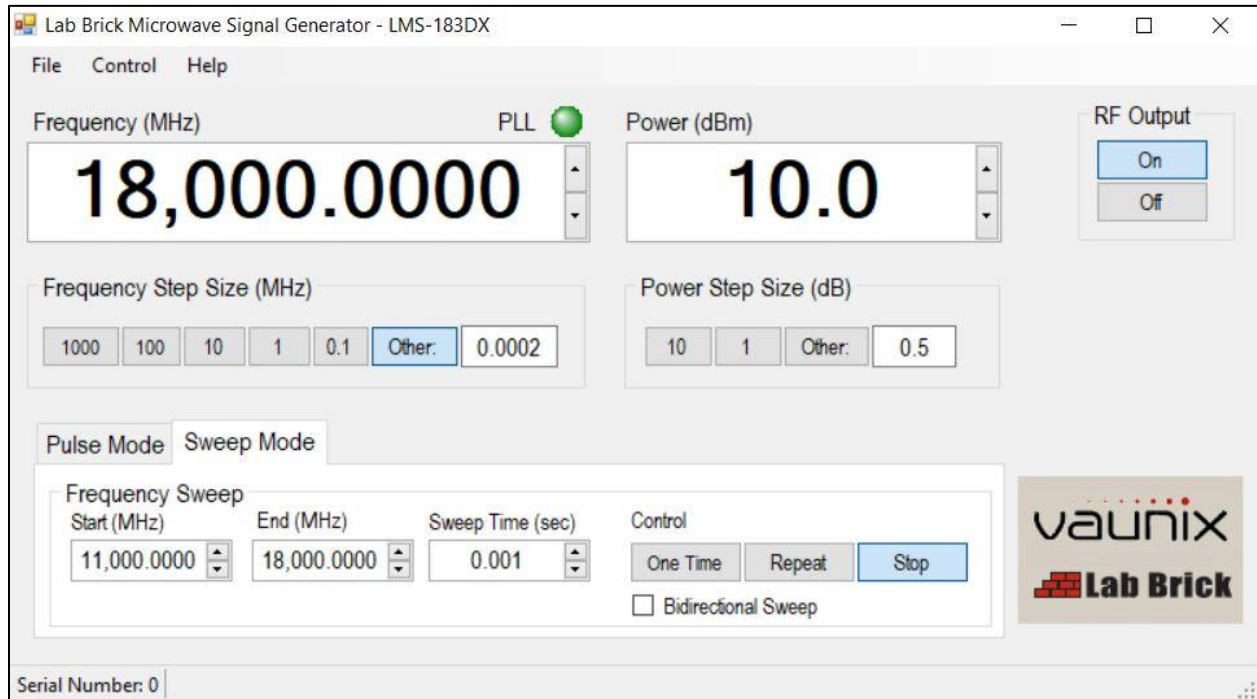 Lab Brick Microwave Signal Generator - LMS-183DX
File Control Help
Frequency (MHz) PLL Power (dBm) RF Output
18,000.0000 10.0 On
Off
Frequency Step Size (MHz) Power Step Size (dB)
1000 100 10 1 0.1 Other: 0.0002 10 1 Other: 0.5
Pulse Mode Sweep Mode
Frequency Sweep
Start (MHz) End (MHz) Sweep Time (sec) Control
11,000.0000 18,000.0000 0.001 One Time Repeat Stop
Bidirectional Sweep
vaunix
Lab Brick
Serial Number: 0